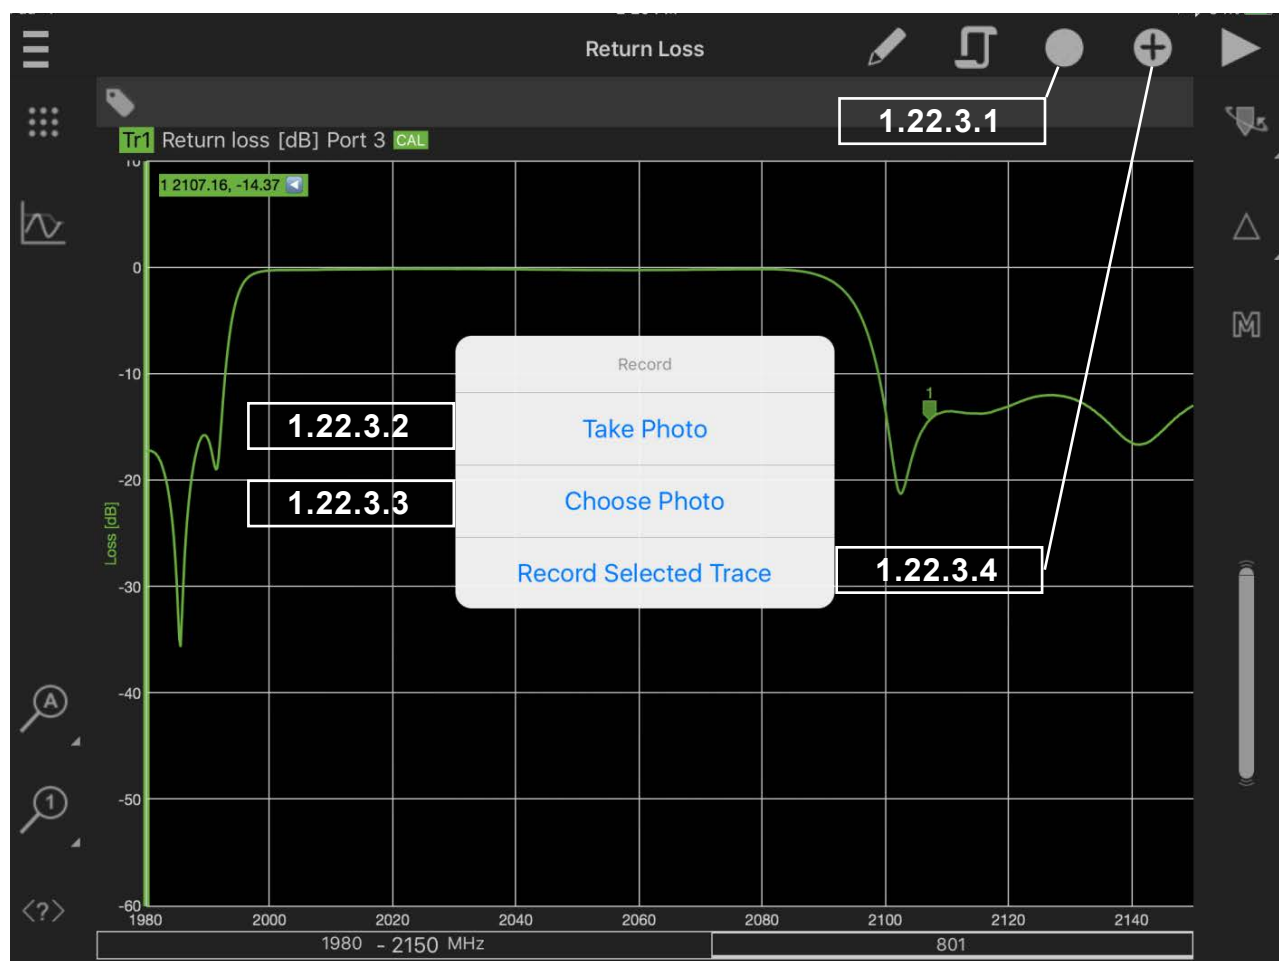 Return Loss
1.22.3.1
Tr1 Return loss [dB] Port 3 CAL
10
1 2107.16, -14.37
0
A
M
-10
Record
1
1.22.3.2
Take Photo
-20
1.22.3.3
Choose Photo
Loss [dB]
1.22.3.4
Record Selected Trace
-30
-40
A
-50
1
-60
<?>
1980 2000 2020 2040 2060 2080 2100 2120 2140
1980 - 2150 MHz 801